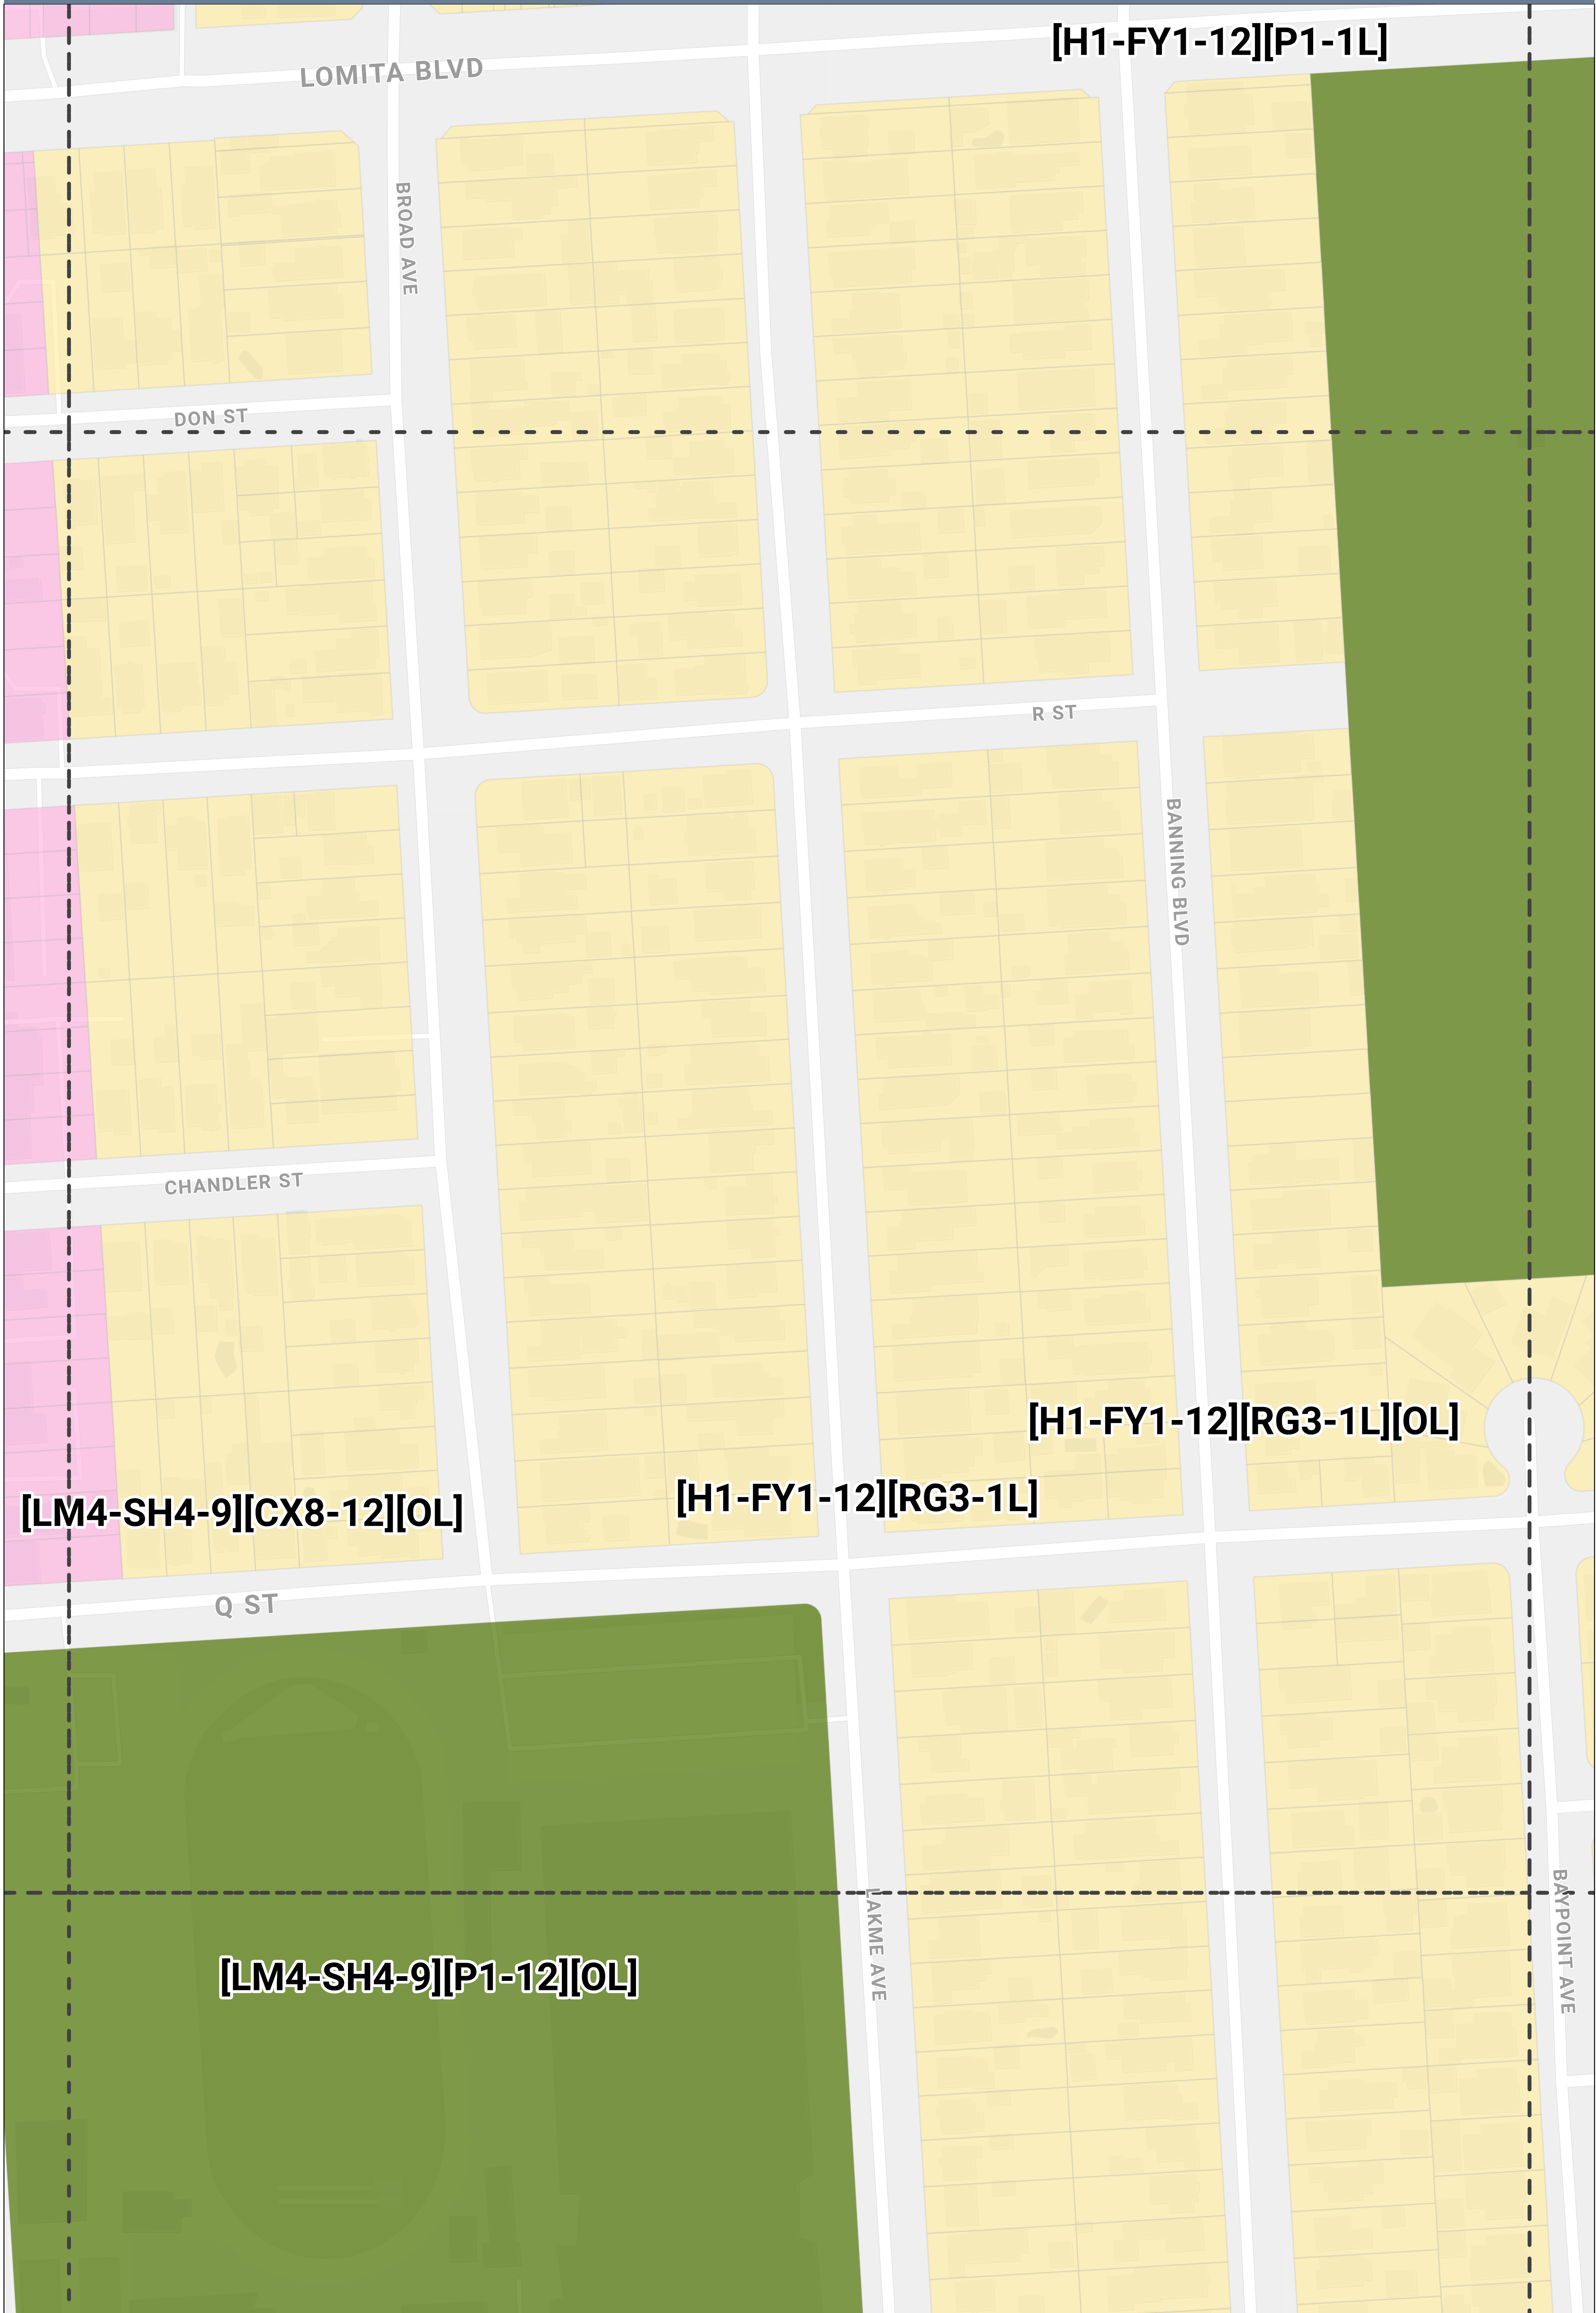 [H1-FY1-12][P1-1L]
LOMITA BLVD
BROAD AVE
DON ST
R ST
BANNING BLVD
CHANDLER ST
[H1-FY1-12][RG3-1L][OL]
[H1-FY1-12][RG3-1L]
[LM4-SH4-9][CX8-12][OL]
Q ST
LAKME AVE
BAYPOINT AVE
[LM4-SH4-9][P1-12][OL]